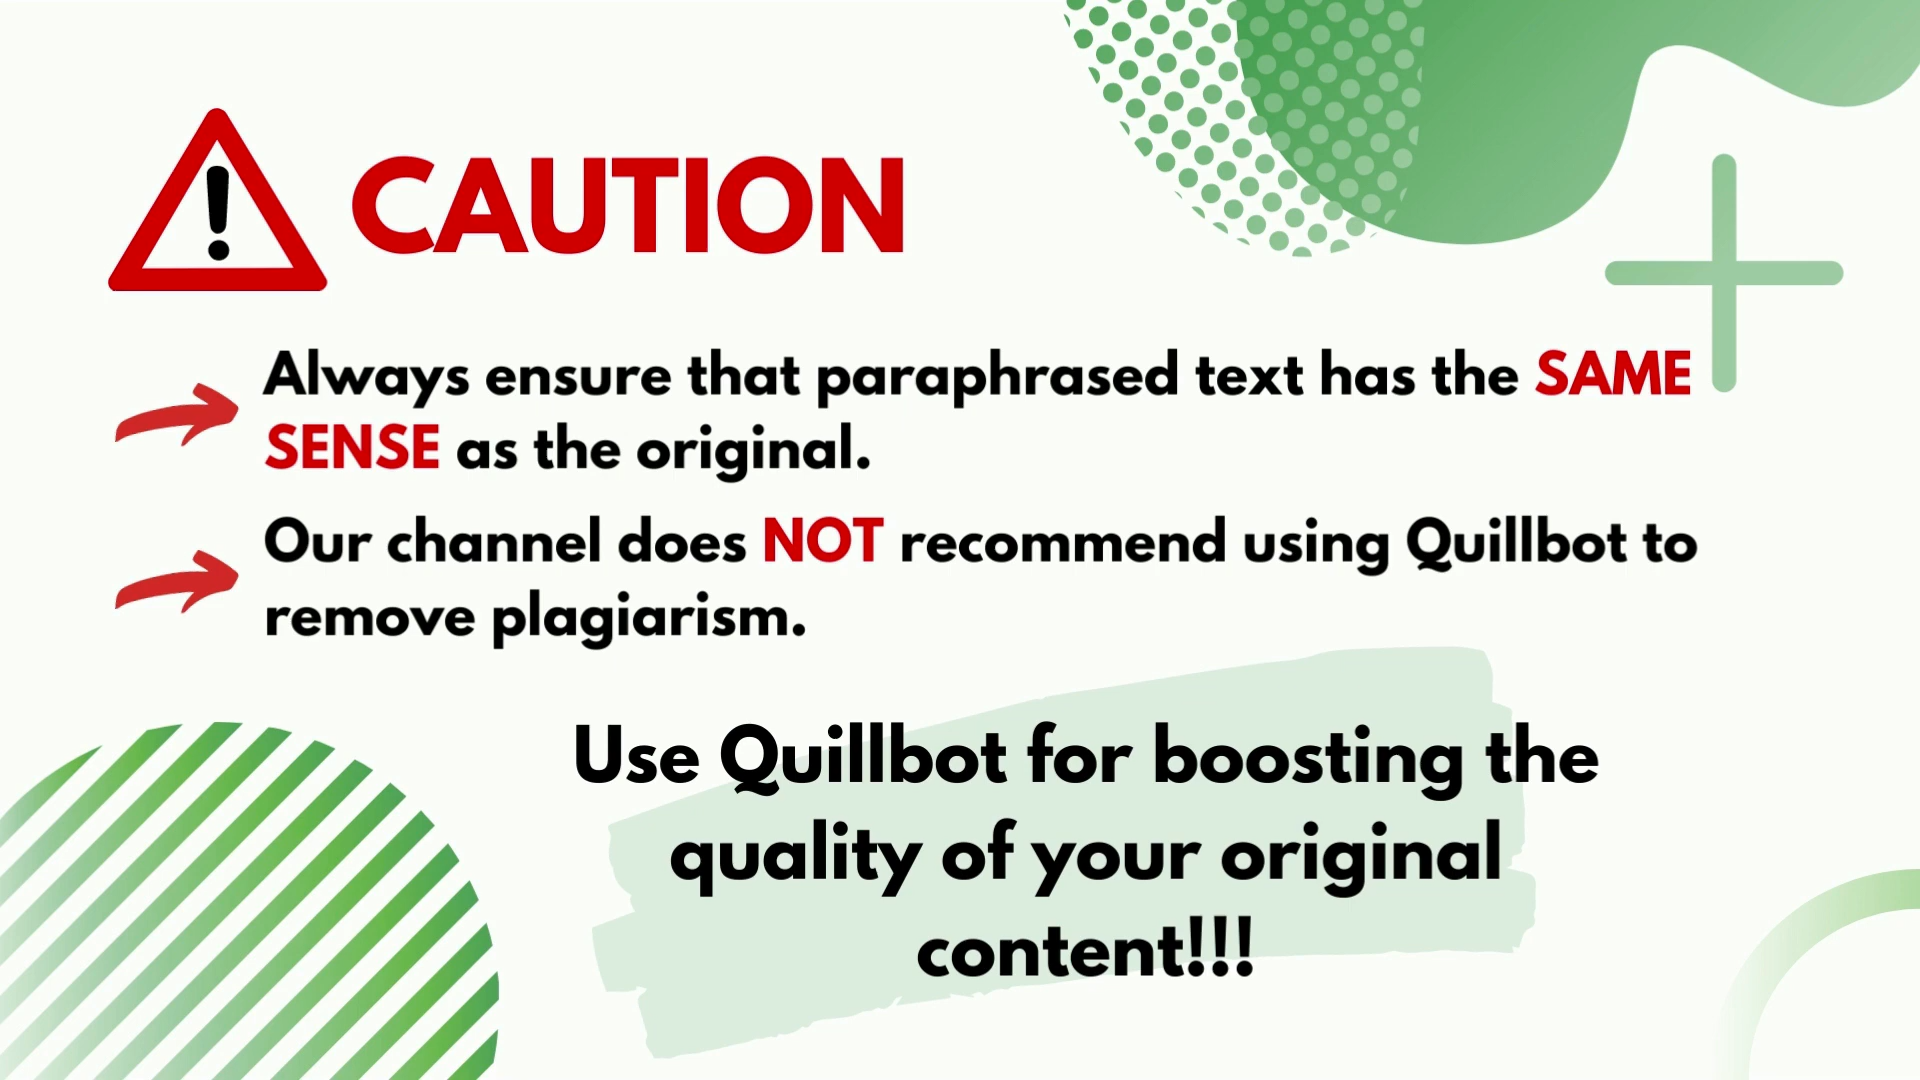 CAUTION
Always ensure that paraphrased text has the SAME
SENSE as the original.
Our channel does NOT recommend using Quillbot to
remove plagiarism.
Use Quillbot for boosting the
quality of your original
content!!!